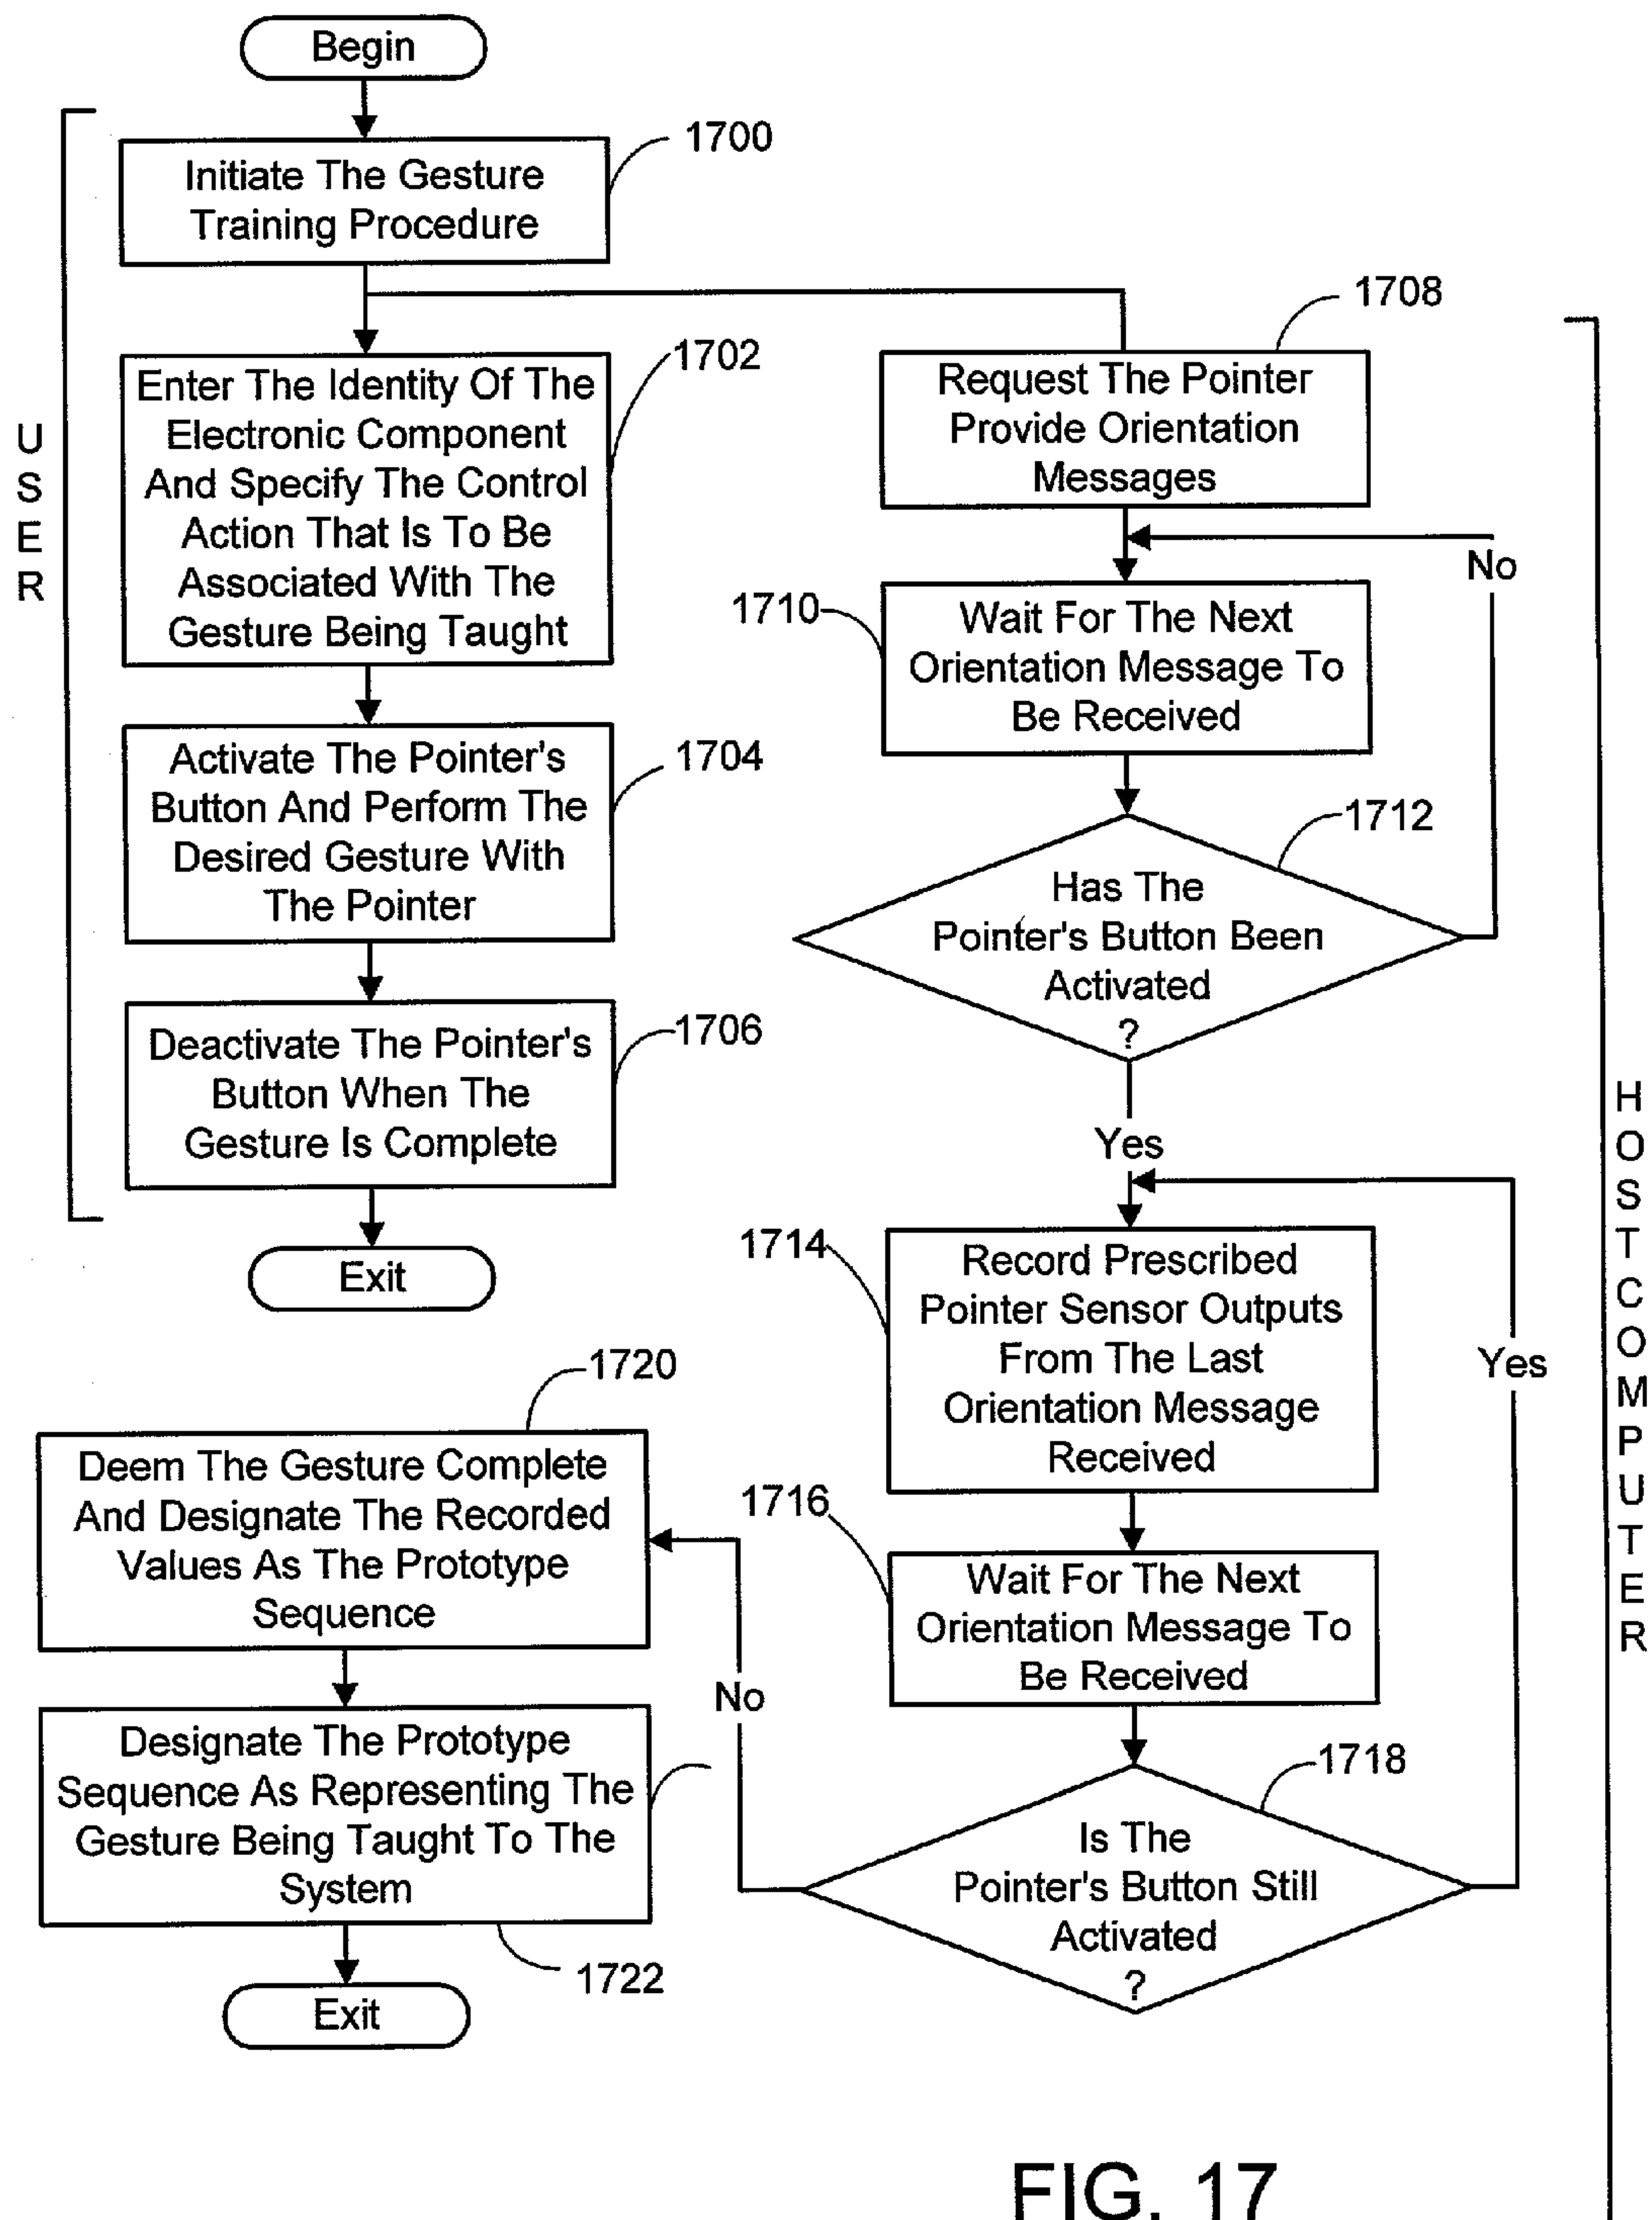 Begin
1700
Initiate The Gesture
Training Procedure
USER
1702
Enter The Identity Of The
Electronic Component
And Specify The Control
Action That Is To Be
Associated With The
Gesture Being Taught
1704
Activate The Pointer's
Button And Perform The
Desired Gesture With
The Pointer
1706
Deactivate The Pointer's
Button When The
Gesture Is Complete
Exit
1708
Request The Pointer
Provide Orientation
Messages
No
1710
Wait For The Next
Orientation Message To
Be Received
1712
Has The
Pointer's Button Been
Activated
?
Yes
HOST COMPUTER
1714
Record Prescribed
Pointer Sensor Outputs
From The Last
Orientation Message
Received
Yes
1716
Wait For The Next
Orientation Message To
Be Received
1718
Is The
Pointer's Button Still
Activated
?
No
1720
Deem The Gesture Complete
And Designate The Recorded
Values As The Prototype
Sequence
Designate The Prototype
Sequence As Representing The
Gesture Being Taught To The
System
1722
Exit
FIG. 17